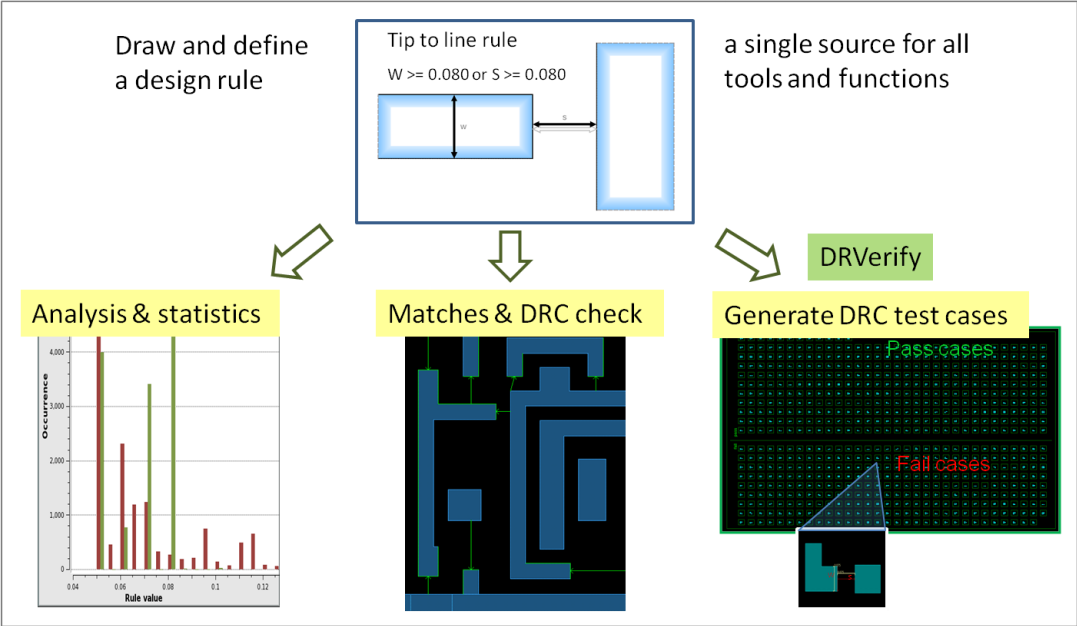 Draw and define
a design rule
Tip to line rule
W >= 0.080 or S >= 0.080
W
S
a single source for all
tools and functions
DRVerify
Analysis & statistics
Matches & DRC check
Generate DRC test cases
Occurrence
4,000
3,000
2,000
1,000
0
0.04
0.06
0.08
0.1
0.12
Rule value
Pass cases
Fail cases
S